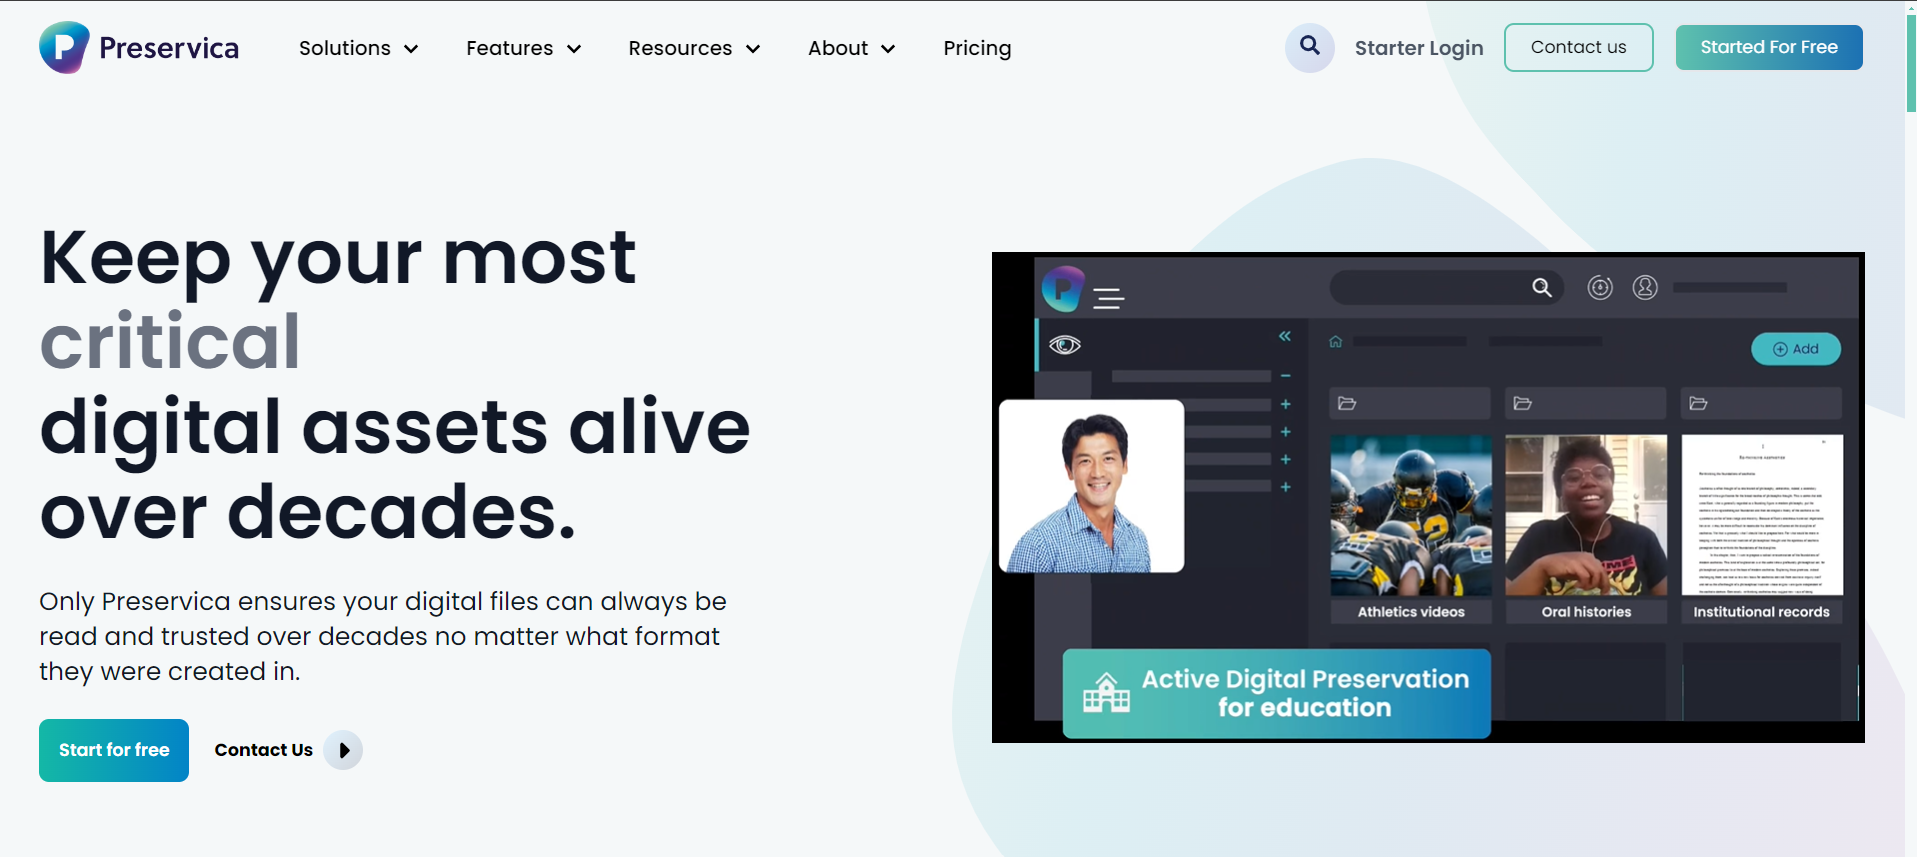 Preservica
Solutions
Features
Resources
About
Pricing
Starter Login
Contact us
Started For Free
Keep your most
critical
digital assets alive
over decades.
Only Preservica ensures your digital files can always be
read and trusted over decades no matter what format
they were created in.
Start for free
Contact Us
Add
Athletics videos
Oral histories
Institutional records
Active Digital Preservation
for education